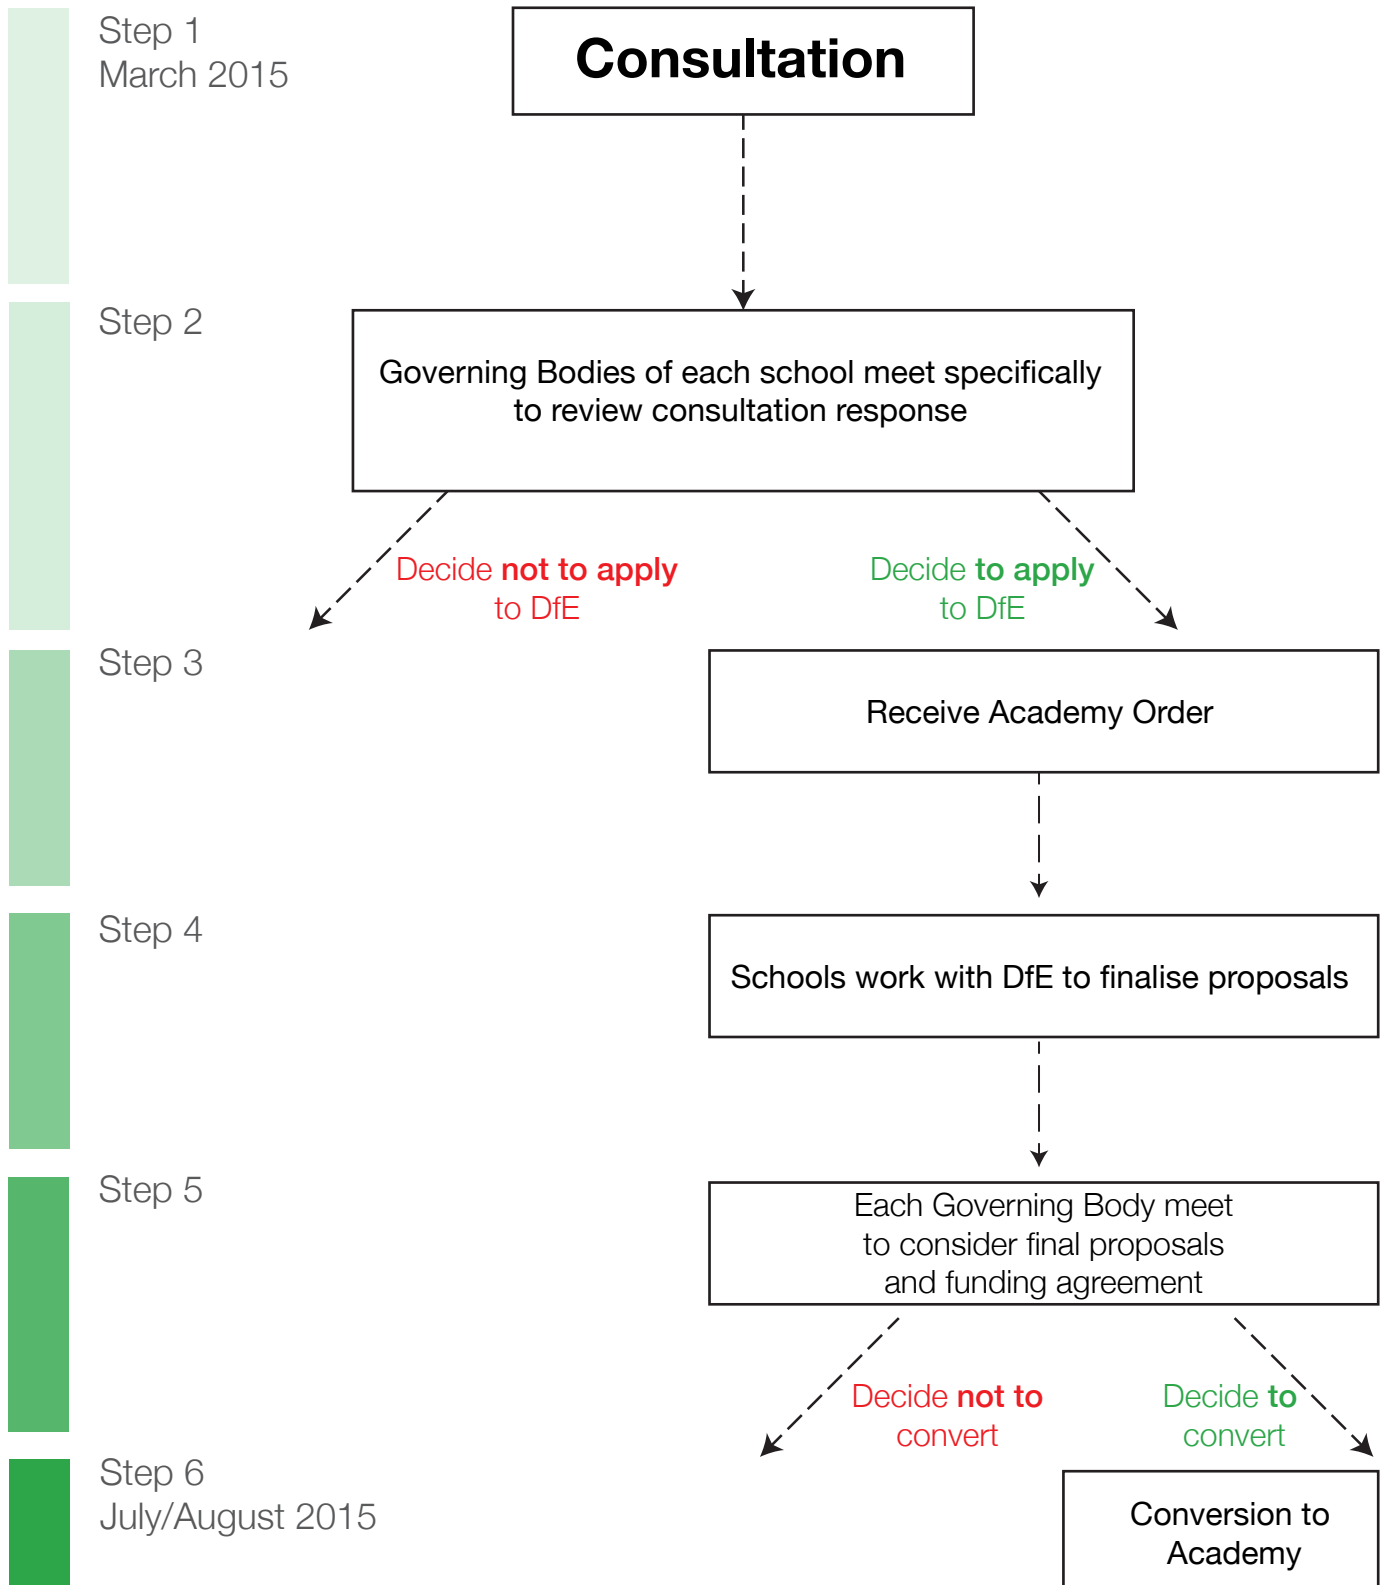 Step 1
March 2015
Consultation
Step 2
Governing Bodies of each school meet specifically
to review consultation response
Decide not to apply
to DfE
Decide to apply
to DfE
Step 3
Receive Academy Order
Step 4
Schools work with DfE to finalise proposals
Step 5
Each Governing Body meet
to consider final proposals
and funding agreement
Decide not to
convert
Decide to
convert
Step 6
July/August 2015
Conversion to
Academy